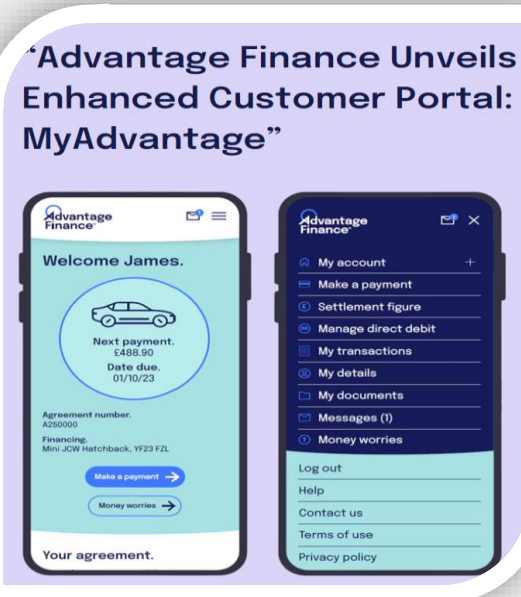 “Advantage Finance Unveils
Enhanced Customer Portal:
MyAdvantage”
Advantage
Finance
1
Welcome James.
Next payment.
£488.90
Date due.
01/10/23
Agreement number.
A250000
Financing.
Mini JCW Hatchback, YF23 FZL
Make a payment
Money worries
Your agreement.
Advantage
Finance
1
My account
Make a payment
£ Settlement figure
Manage direct debit
My transactions
My details
My documents
Messages (1)
? Money worries
Log out
Help
Contact us
Terms of use
Privacy policy